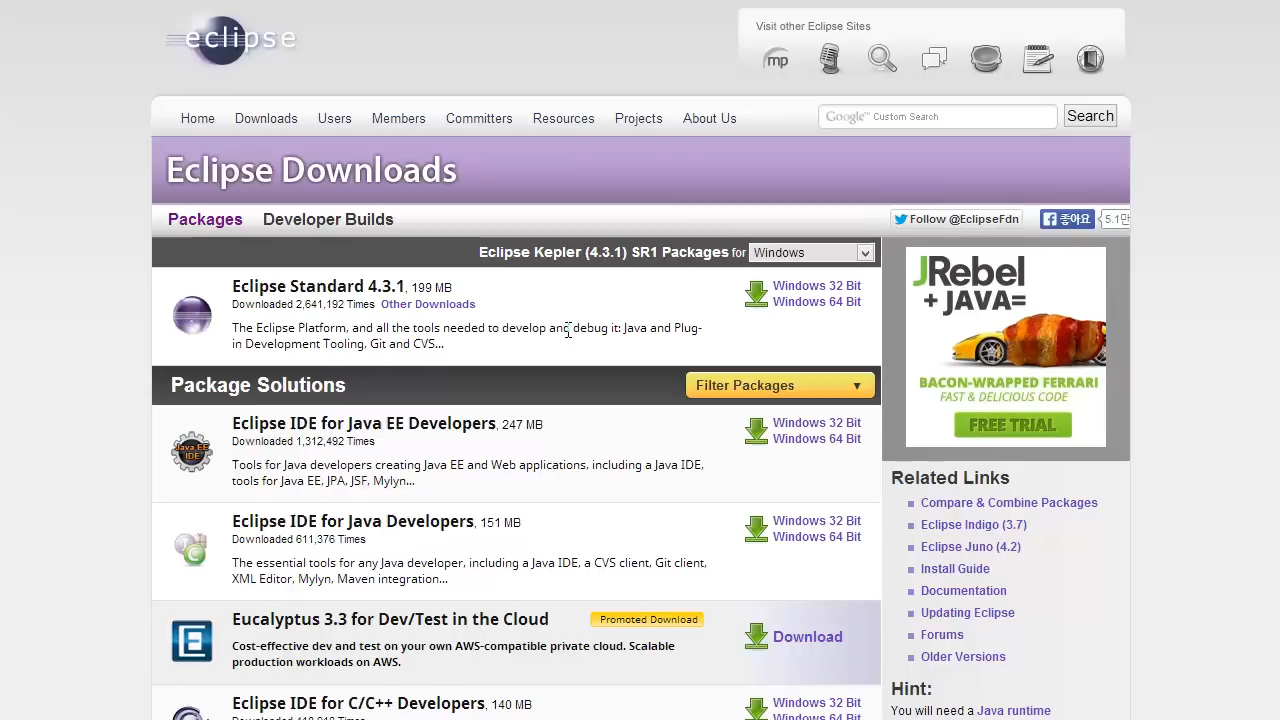 eclipse
Visit other Eclipse Sites
mp
Home Downloads Users Members Committers Resources Projects About Us
Google™ Custom Search
Search
Eclipse Downloads
Packages Developer Builds
Follow @EclipseFdn
좋아요
5.1만
Eclipse Kepler (4.3.1) SR1 Packages for Windows
Eclipse Standard 4.3.1, 199 MB
Downloaded 2,641,192 Times Other Downloads
The Eclipse Platform, and all the tools needed to develop and debug it: Java and Plug-
in Development Tooling, Git and CVS...
Windows 32 Bit
Windows 64 Bit
Package Solutions
Filter Packages
Eclipse IDE for Java EE Developers, 247 MB
Downloaded 1,312,492 Times
Java EE
IDE
Tools for Java developers creating Java EE and Web applications, including a Java IDE,
tools for Java EE, JPA, JSF, Mylyn...
Windows 32 Bit
Windows 64 Bit
Eclipse IDE for Java Developers, 151 MB
Downloaded 611,376 Times
The essential tools for any Java developer, including a Java IDE, a CVS client, Git client,
XML Editor, Mylyn, Maven integration...
Windows 32 Bit
Windows 64 Bit
Eucalyptus 3.3 for Dev/Test in the Cloud
Promoted Download
E
Cost-effective dev and test on your own AWS-compatible private cloud. Scalable
production workloads on AWS.
Download
Eclipse IDE for C/C++ Developers, 140 MB
Windows 32 Bit
Windows 64 Bit
JRebel
+ JAVA=
BACON-WRAPPED FERRARI
FAST & DELICIOUS CODE
FREE TRIAL
Related Links
Compare & Combine Packages
Eclipse Indigo (3.7)
Eclipse Juno (4.2)
Install Guide
Documentation
Updating Eclipse
Forums
Older Versions
Hint:
You will need a Java runtime